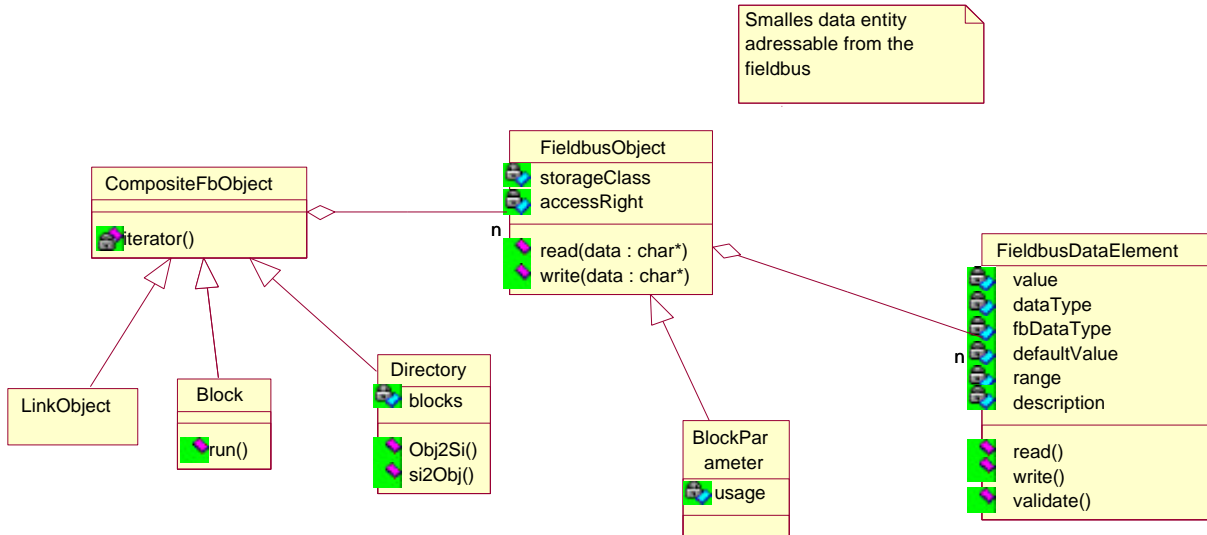 Smalles data entity
adressable from the
fieldbus
CompositeFbObject
iterator()
FieldbusObject
storageClass
accessRight
n
read(data : char*)
write(data : char*)
FieldbusDataElement
value
dataType
fbDataType
n
defaultValue
range
description
read()
write()
validate()
LinkObject
Block
run()
Directory
blocks
Obj2Si()
si2Obj()
BlockPar
ameter
usage